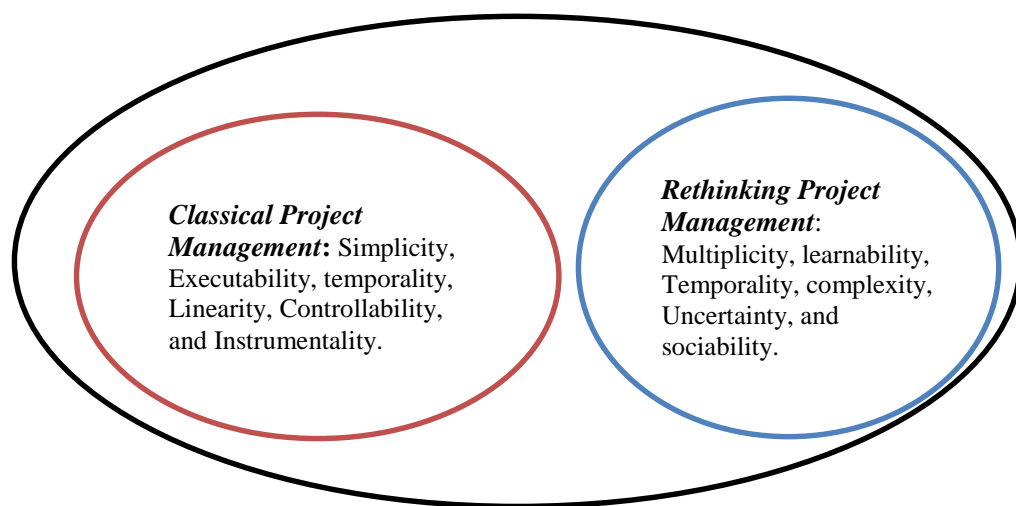 Classical Project
Management: Simplicity,
Executability, temporality,
Linearity, Controllability,
and Instrumentality.
Rethinking Project
Management:
Multiplicity, learnability,
Temporality, complexity,
Uncertainty, and
sociability.